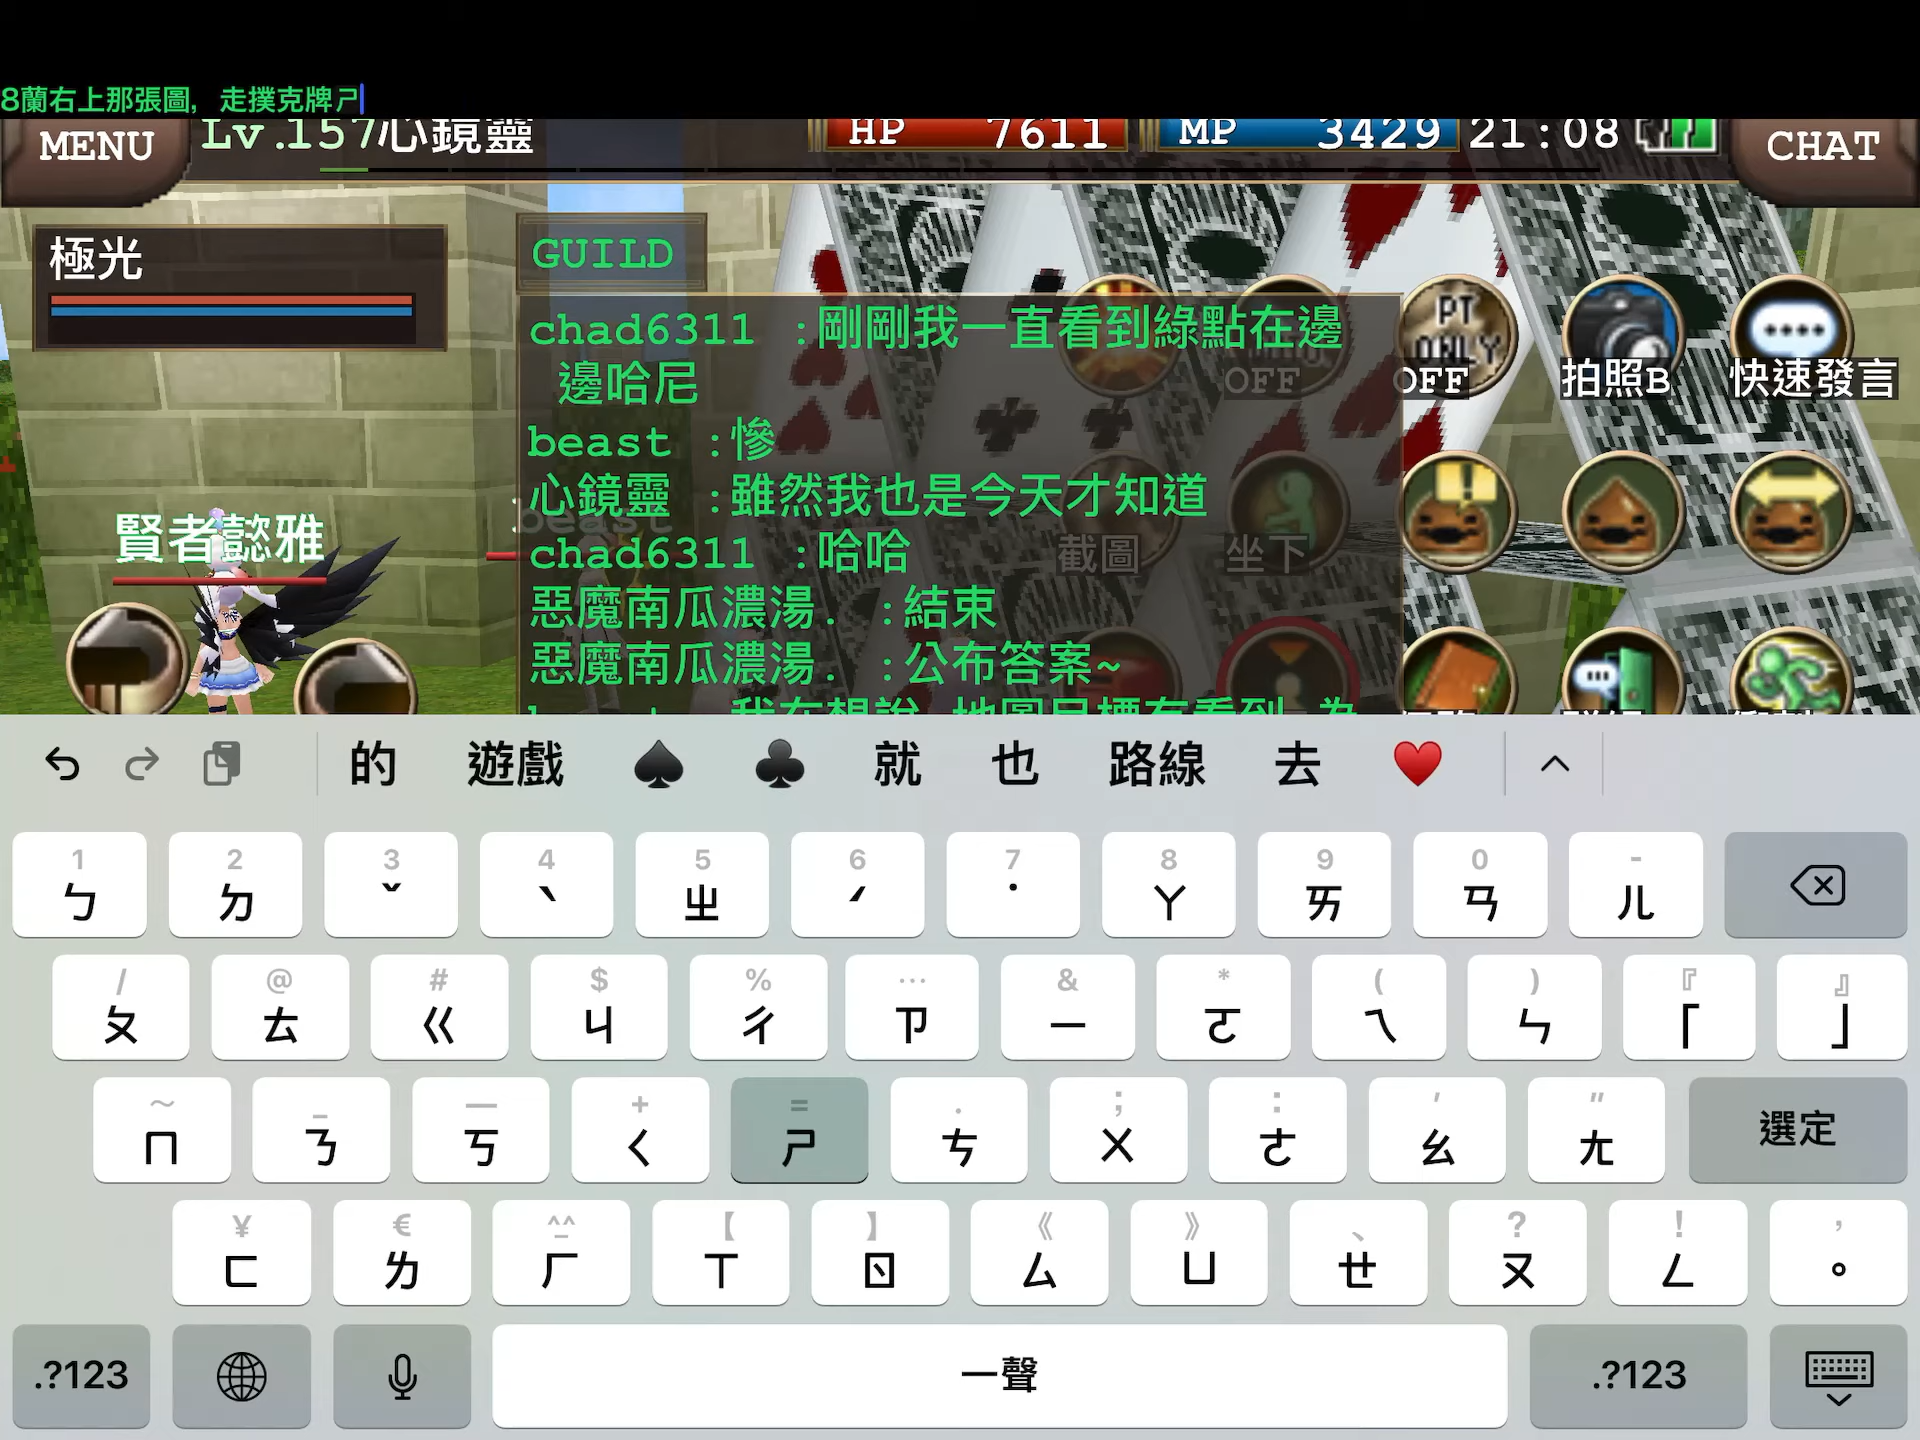 8蘭右上那張圖，走撲克牌ㄕ
MENU
Lv.157心鏡靈
HP 7611
MP 3429
21:08
CHAT
極光
GUILD
chad6311 :剛剛我一直看到綠點在邊
邊哈尼
beast :慘
心鏡靈 :雖然我也是今天才知道
chad6311 :哈哈
惡魔南瓜濃湯. :結束
惡魔南瓜濃湯. :公布答案~
賢者懿雅
beast
OFF
PT ONLY
OFF
拍照B
快速發言
截圖
坐下
的 遊戲 ♠ ♣ 就 也 路線 去 ♥
1 2 3 4 5 6 7 8 9 0 -
ㄅ ㄉ ˇ ˋ ㄓ ˊ ˙ ㄚ ㄞ ㄢ ㄦ
/ @ # $ % … & * ( ) 『 』
ㄆ ㄊ ㄍ ㄐ ㄔ ㄗ ㄧ ㄛ ㄟ ㄣ 「 」
~ _ — + = . ; : ′ ″
ㄇ ㄋ ㄎ ㄑ ㄕ ㄘ ㄨ ㄜ ㄠ ㄤ 選定
¥ € ^_^ 【 】 《 》 、 ? ! ，
ㄈ ㄌ ㄏ ㄒ ㄖ ㄙ ㄩ ㄝ ㄡ ㄥ 。
.?123 一聲 .?123